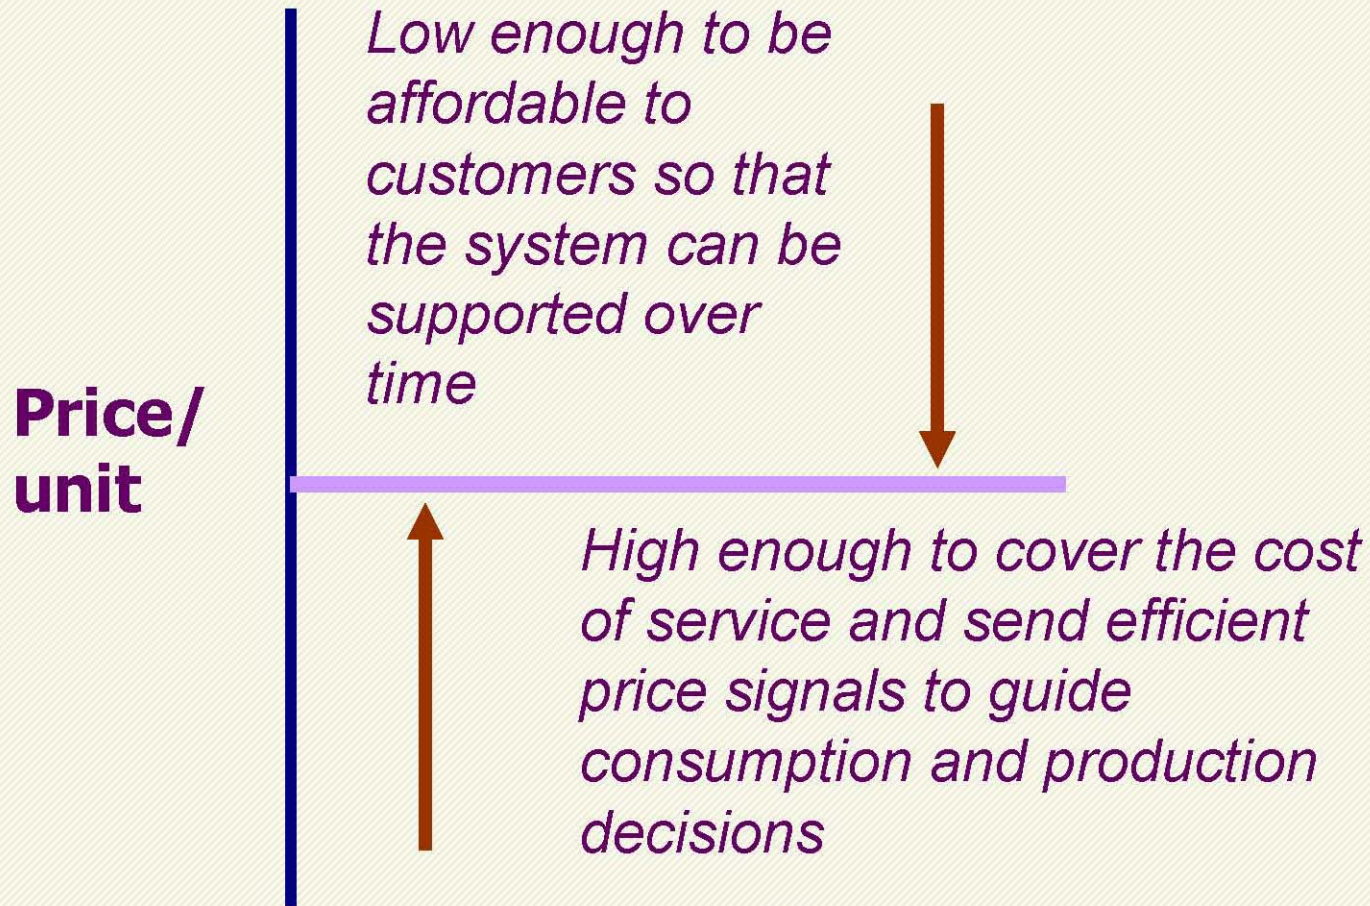 Low enough to be
affordable to
customers so that
the system can be
supported over
time
Price/
unit
High enough to cover the cost
of service and send efficient
price signals to guide
consumption and production
decisions